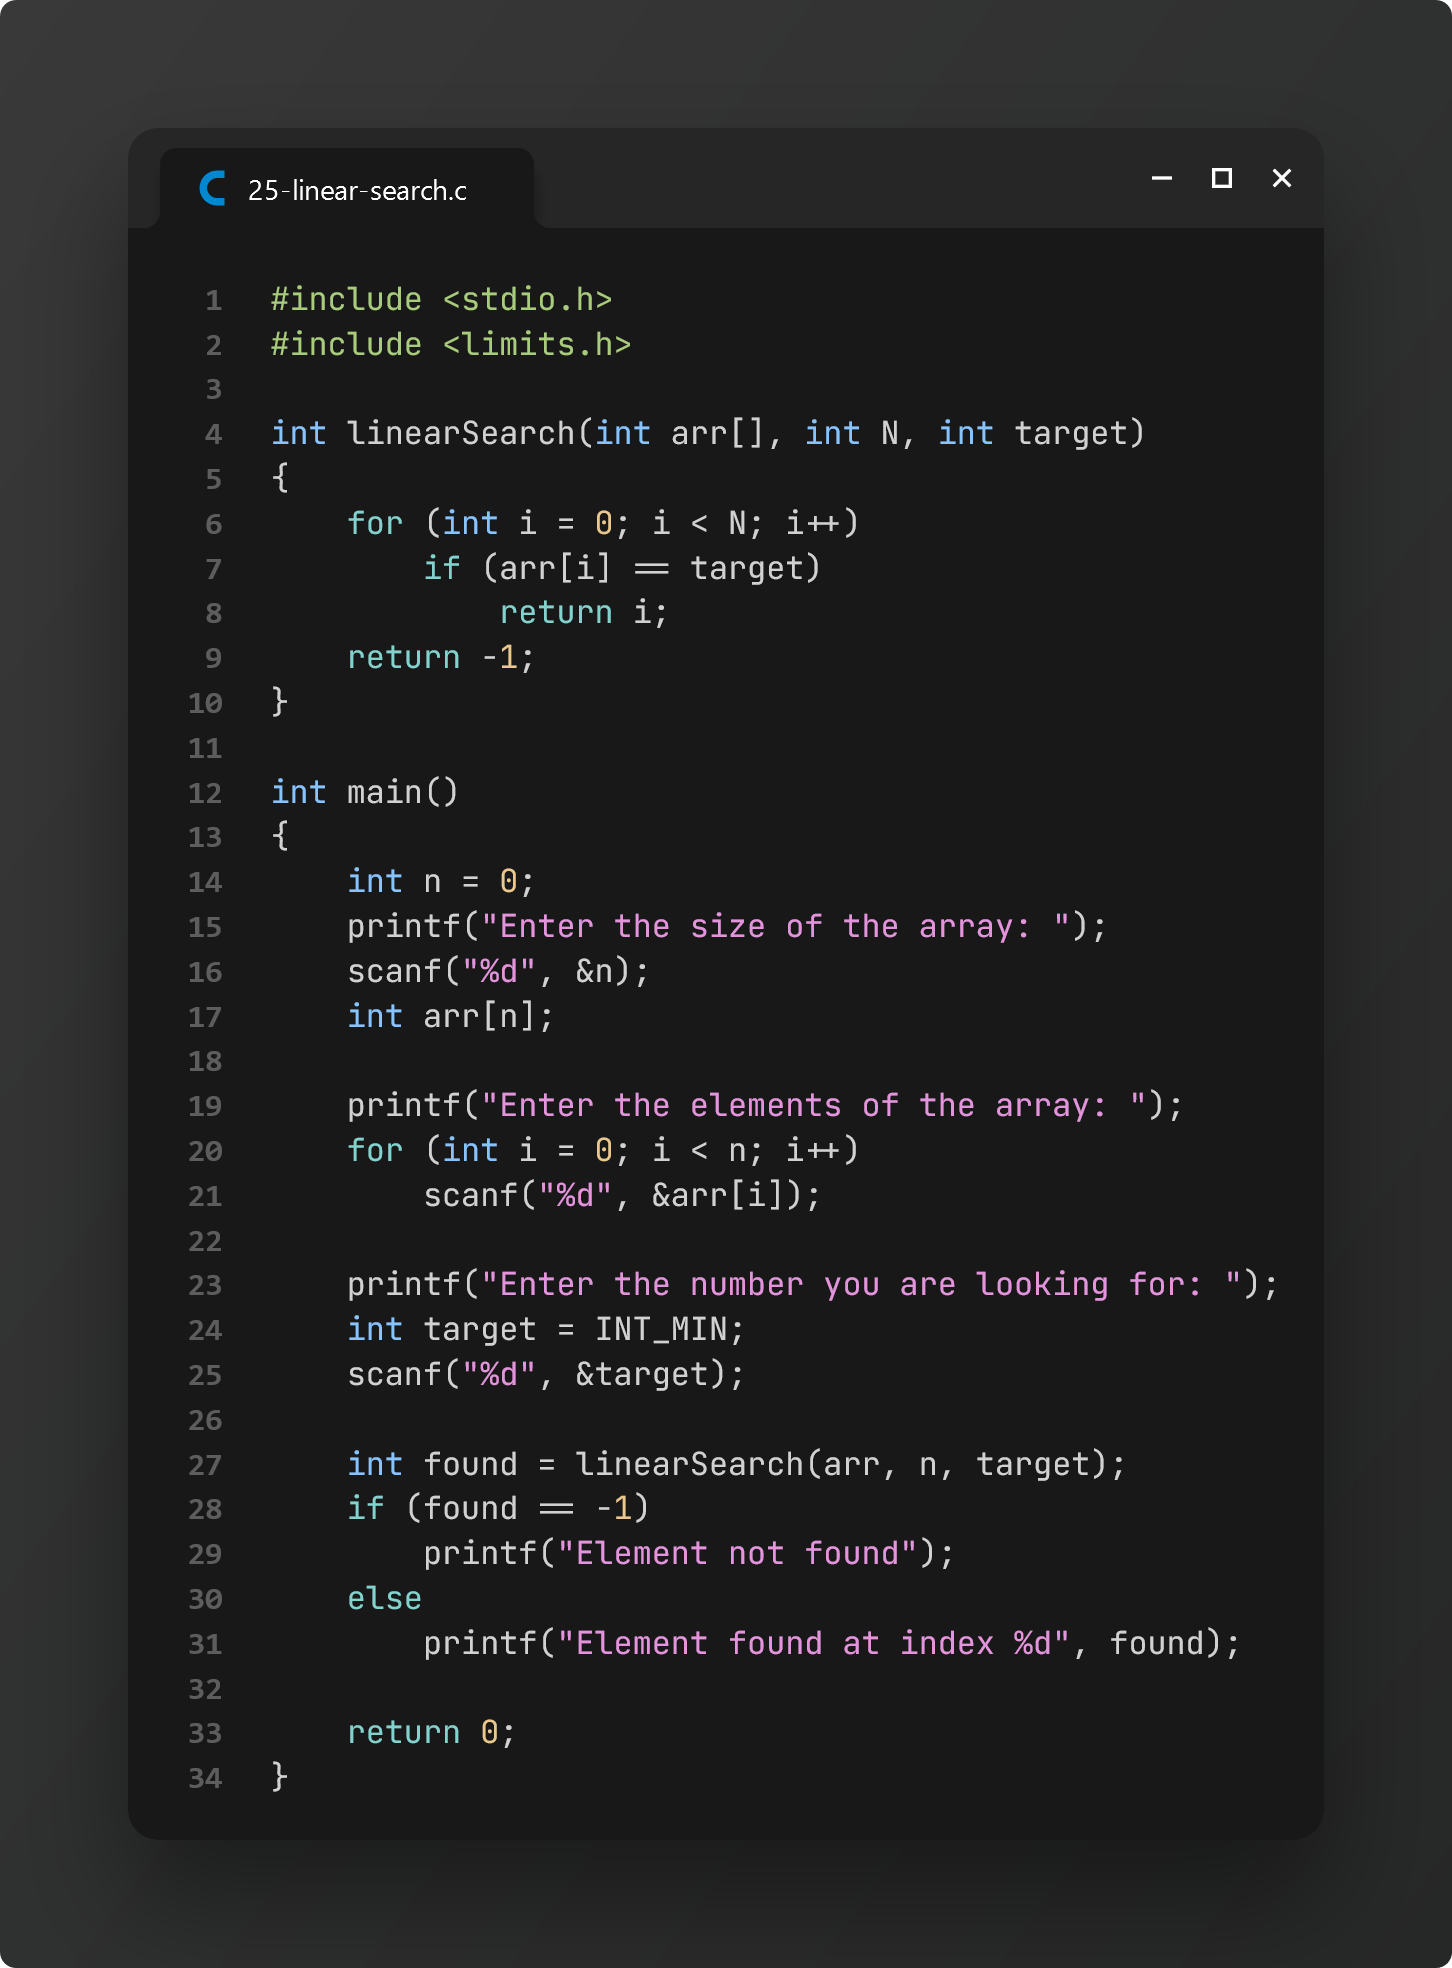 25-linear-search.c
1 #include <stdio.h>
2 #include <limits.h>
3
4 int linearSearch(int arr[], int N, int target)
5 {
6     for (int i = 0; i < N; i++)
7         if (arr[i] == target)
8             return i;
9     return -1;
10 }
11
12 int main()
13 {
14     int n = 0;
15     printf("Enter the size of the array: ");
16     scanf("%d", &n);
17     int arr[n];
18
19     printf("Enter the elements of the array: ");
20     for (int i = 0; i < n; i++)
21         scanf("%d", &arr[i]);
22
23     printf("Enter the number you are looking for: ");
24     int target = INT_MIN;
25     scanf("%d", &target);
26
27     int found = linearSearch(arr, n, target);
28     if (found == -1)
29         printf("Element not found");
30     else
31         printf("Element found at index %d", found);
32
33     return 0;
34 }